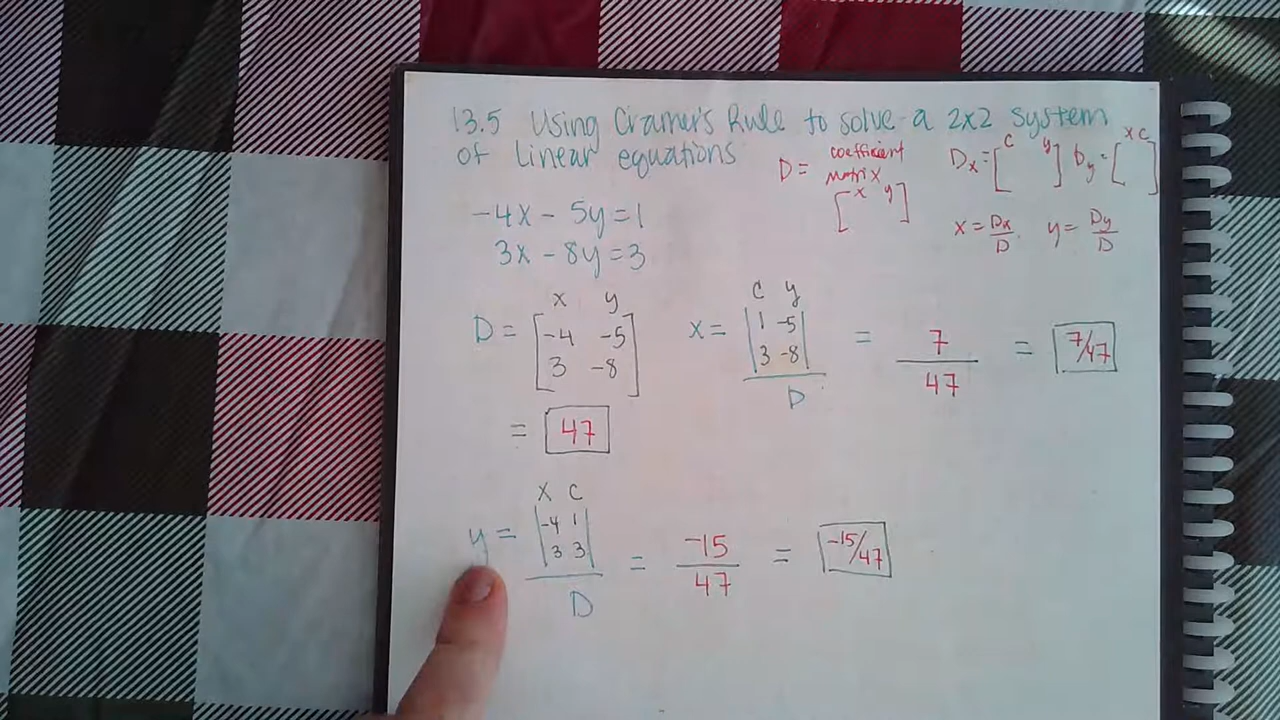 13.5 Using Cramer's Rule to solve a 2x2 system
of linear equations
D = coefficient
matrix
[x y]
Dx = [c y] Dy = [x c]
x = Dx/D y = Dy/D
-4x - 5y = 1
3x - 8y = 3
x y
D = [-4 -5
3 -8]
= 47
c y
x = |1 -5|
|3 -8|
D
= 7/47 = 7/47
x c
y = |-4 1|
|3 3|
D
= -15/47 = -15/47